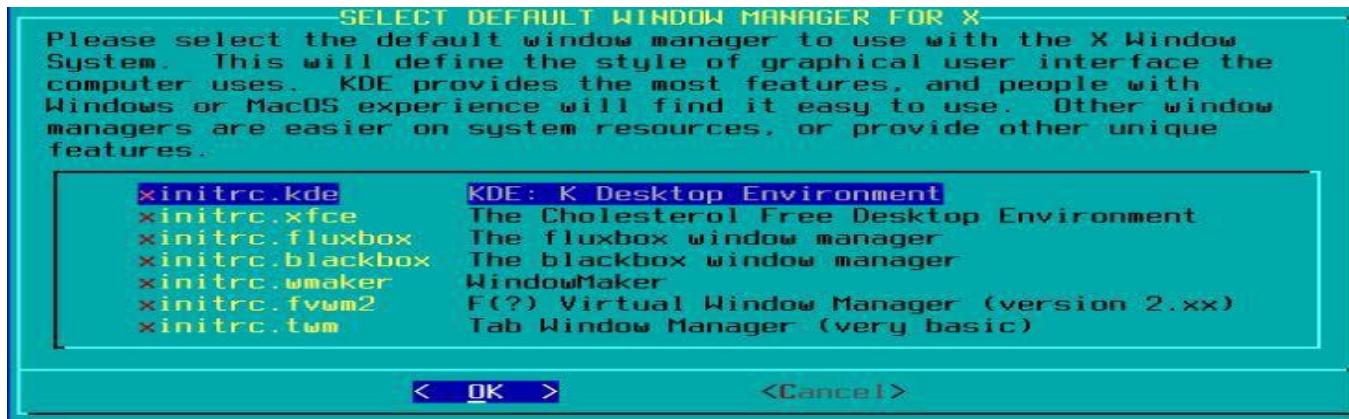 SELECT DEFAULT WINDOW MANAGER FOR X
Please select the default window manager to use with the X Window
System.  This will define the style of graphical user interface the
computer uses.  KDE provides the most features, and people with
Windows or MacOS experience will find it easy to use.  Other window
managers are easier on system resources, or provide other unique
features.
xinitrc.kde KDE: K Desktop Environment
xinitrc.xfce The Cholesterol Free Desktop Environment
xinitrc.fluxbox The fluxbox window manager
xinitrc.blackbox The blackbox window manager
xinitrc.wmaker WindowMaker
xinitrc.fvwm2 F(?) Virtual Window Manager (version 2.xx)
xinitrc.twm Tab Window Manager (very basic)
< OK > <Cancel>